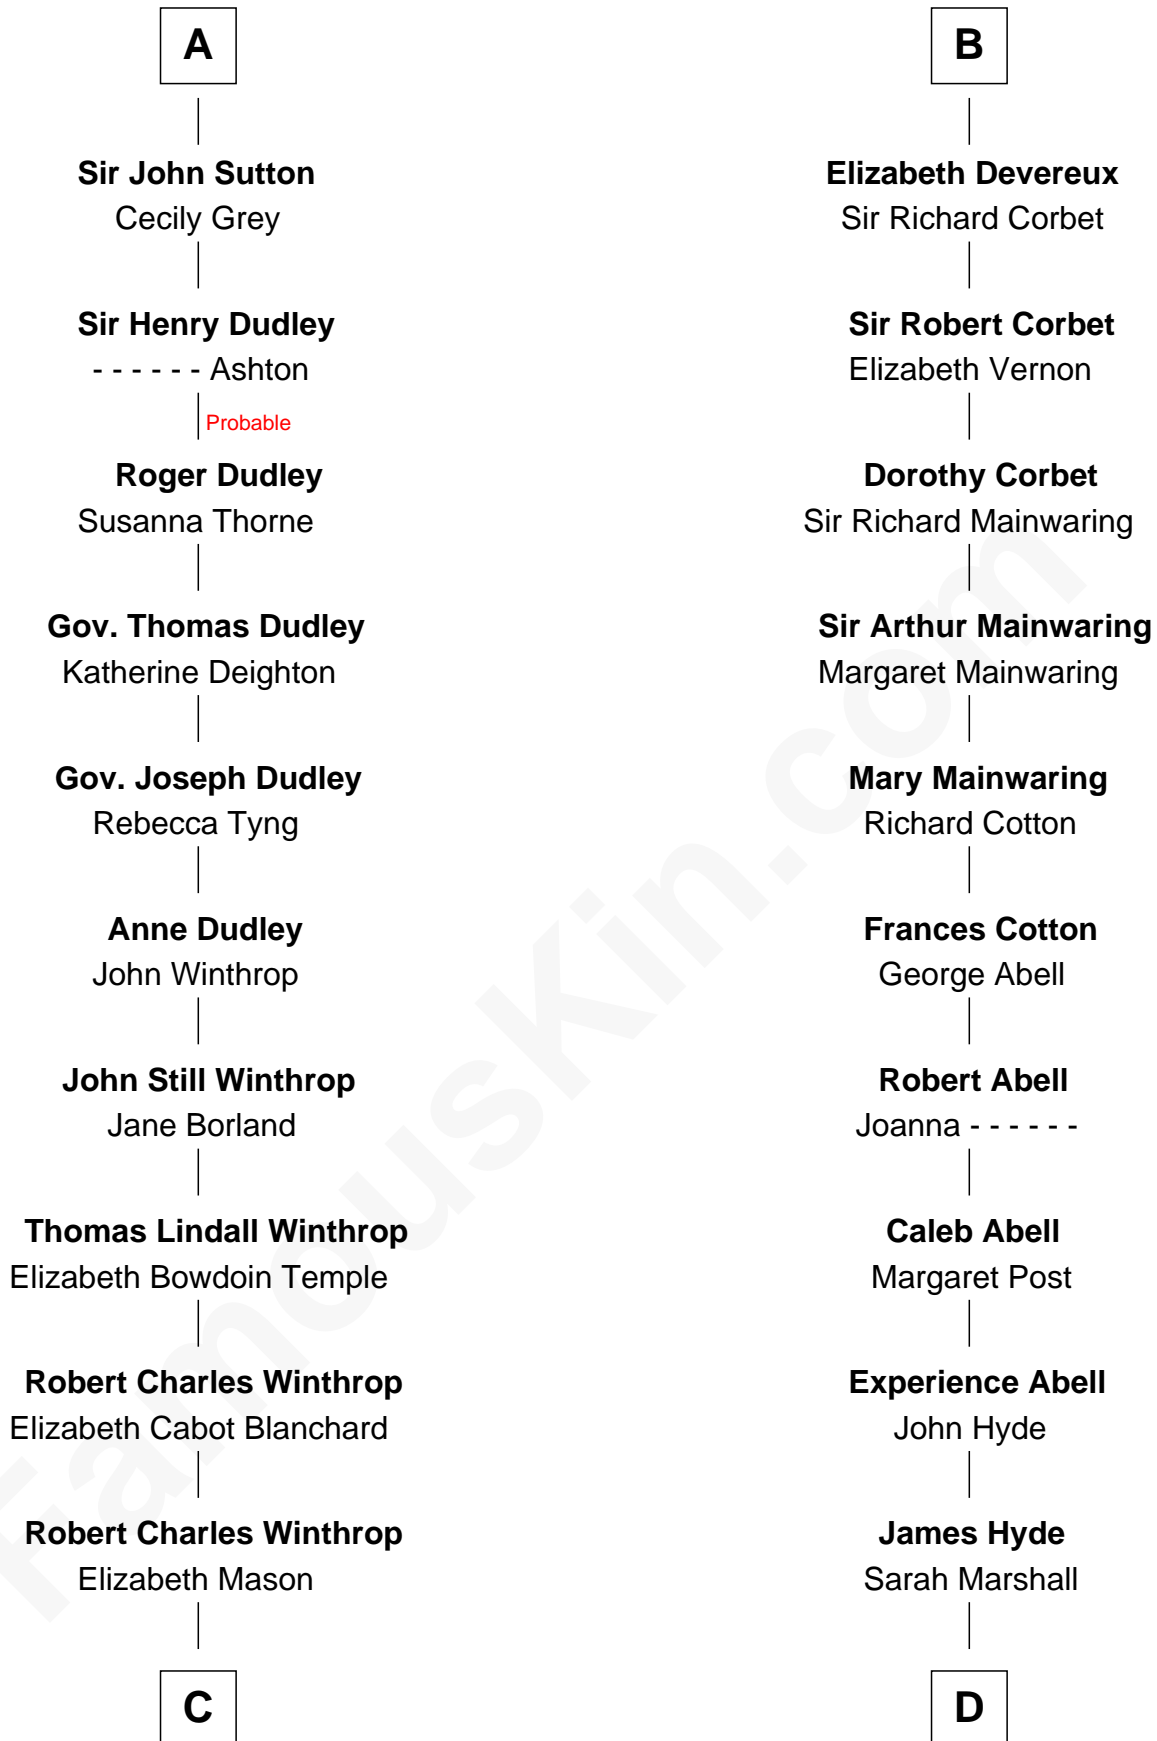 A
Sir John Sutton
Cecily Grey
Sir Henry Dudley
- - - - - - Ashton
Probable
Roger Dudley
Susanna Thorne
Gov. Thomas Dudley
Katherine Deighton
Gov. Joseph Dudley
Rebecca Tyng
Anne Dudley
John Winthrop
John Still Winthrop
Jane Borland
Thomas Lindall Winthrop
Elizabeth Bowdoin Temple
Robert Charles Winthrop
Elizabeth Cabot Blanchard
Robert Charles Winthrop
Elizabeth Mason
C
B
Elizabeth Devereux
Sir Richard Corbet
Sir Robert Corbet
Elizabeth Vernon
Dorothy Corbet
Sir Richard Mainwaring
Sir Arthur Mainwaring
Margaret Mainwaring
Mary Mainwaring
Richard Cotton
Frances Cotton
George Abell
Robert Abell
Joanna - - - - - -
Caleb Abell
Margaret Post
Experience Abell
John Hyde
James Hyde
Sarah Marshall
D
FamousKin.com